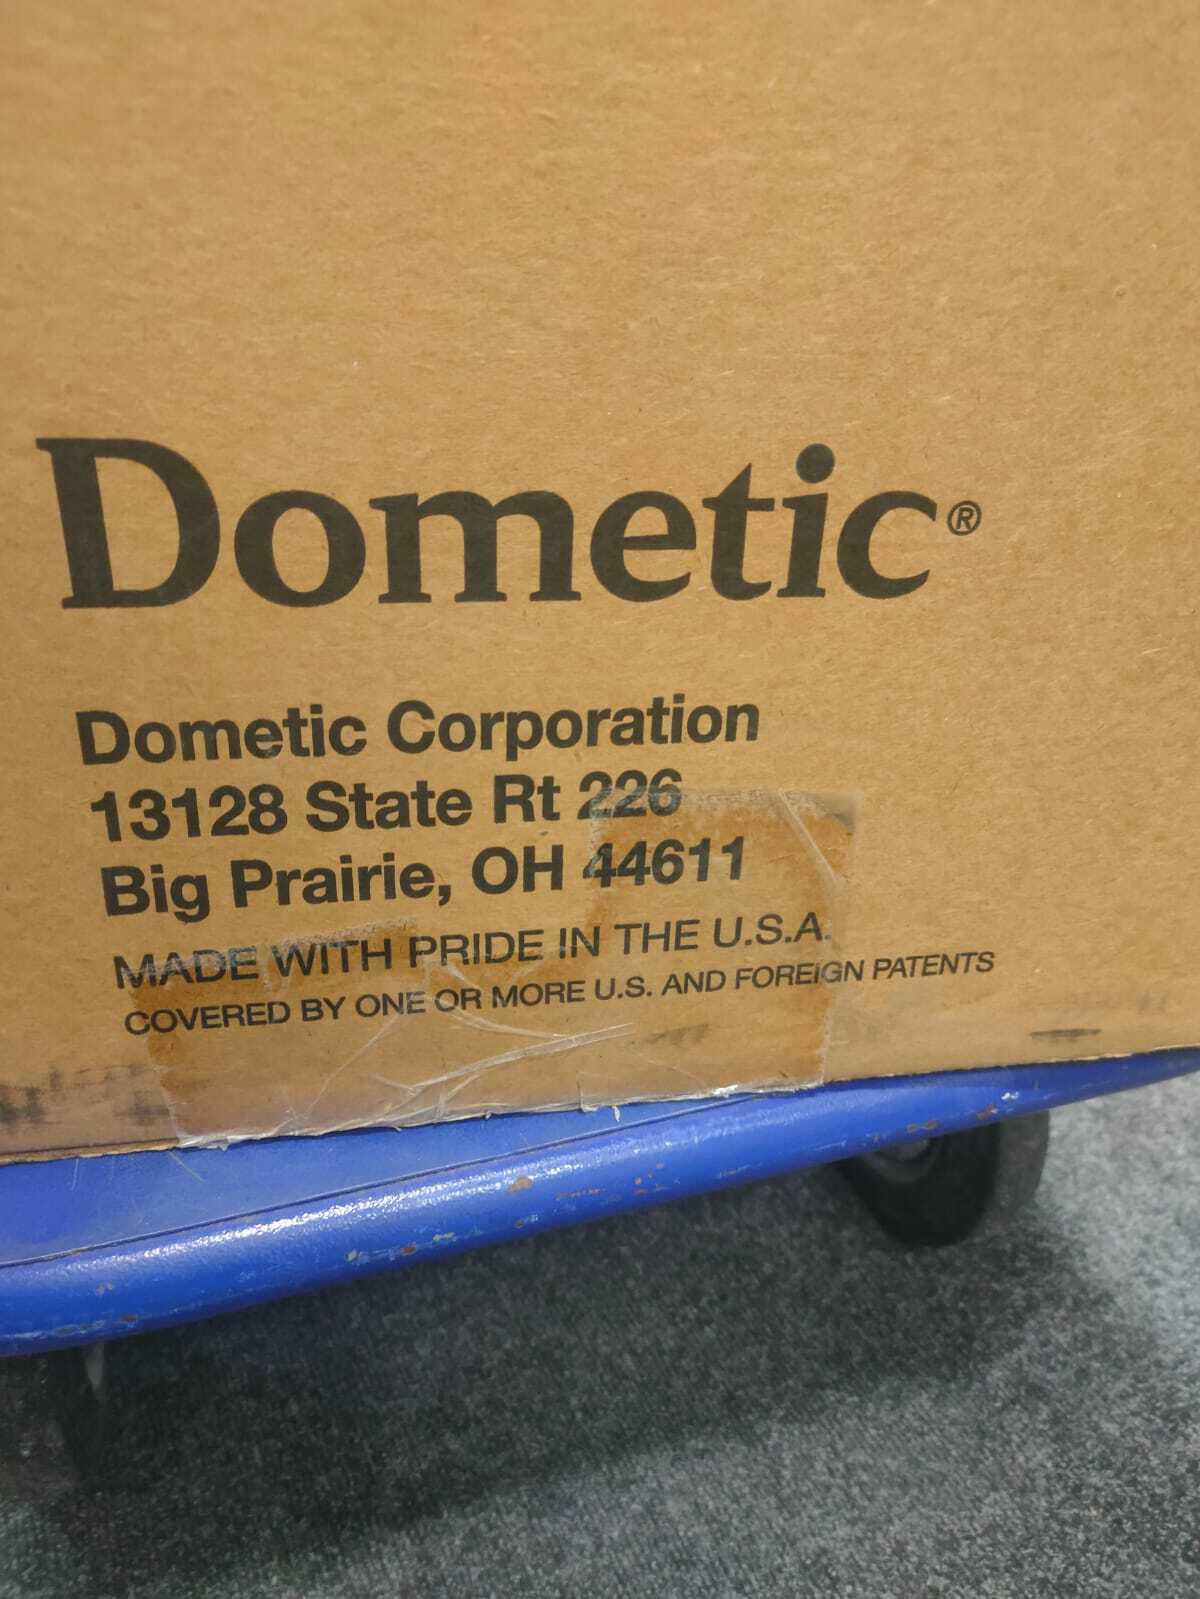 Dometic®
Dometic Corporation
13128 State Rt 226
Big Prairie, OH 44611
MADE WITH PRIDE IN THE U.S.A.
COVERED BY ONE OR MORE U.S. AND FOREIGN PATENTS